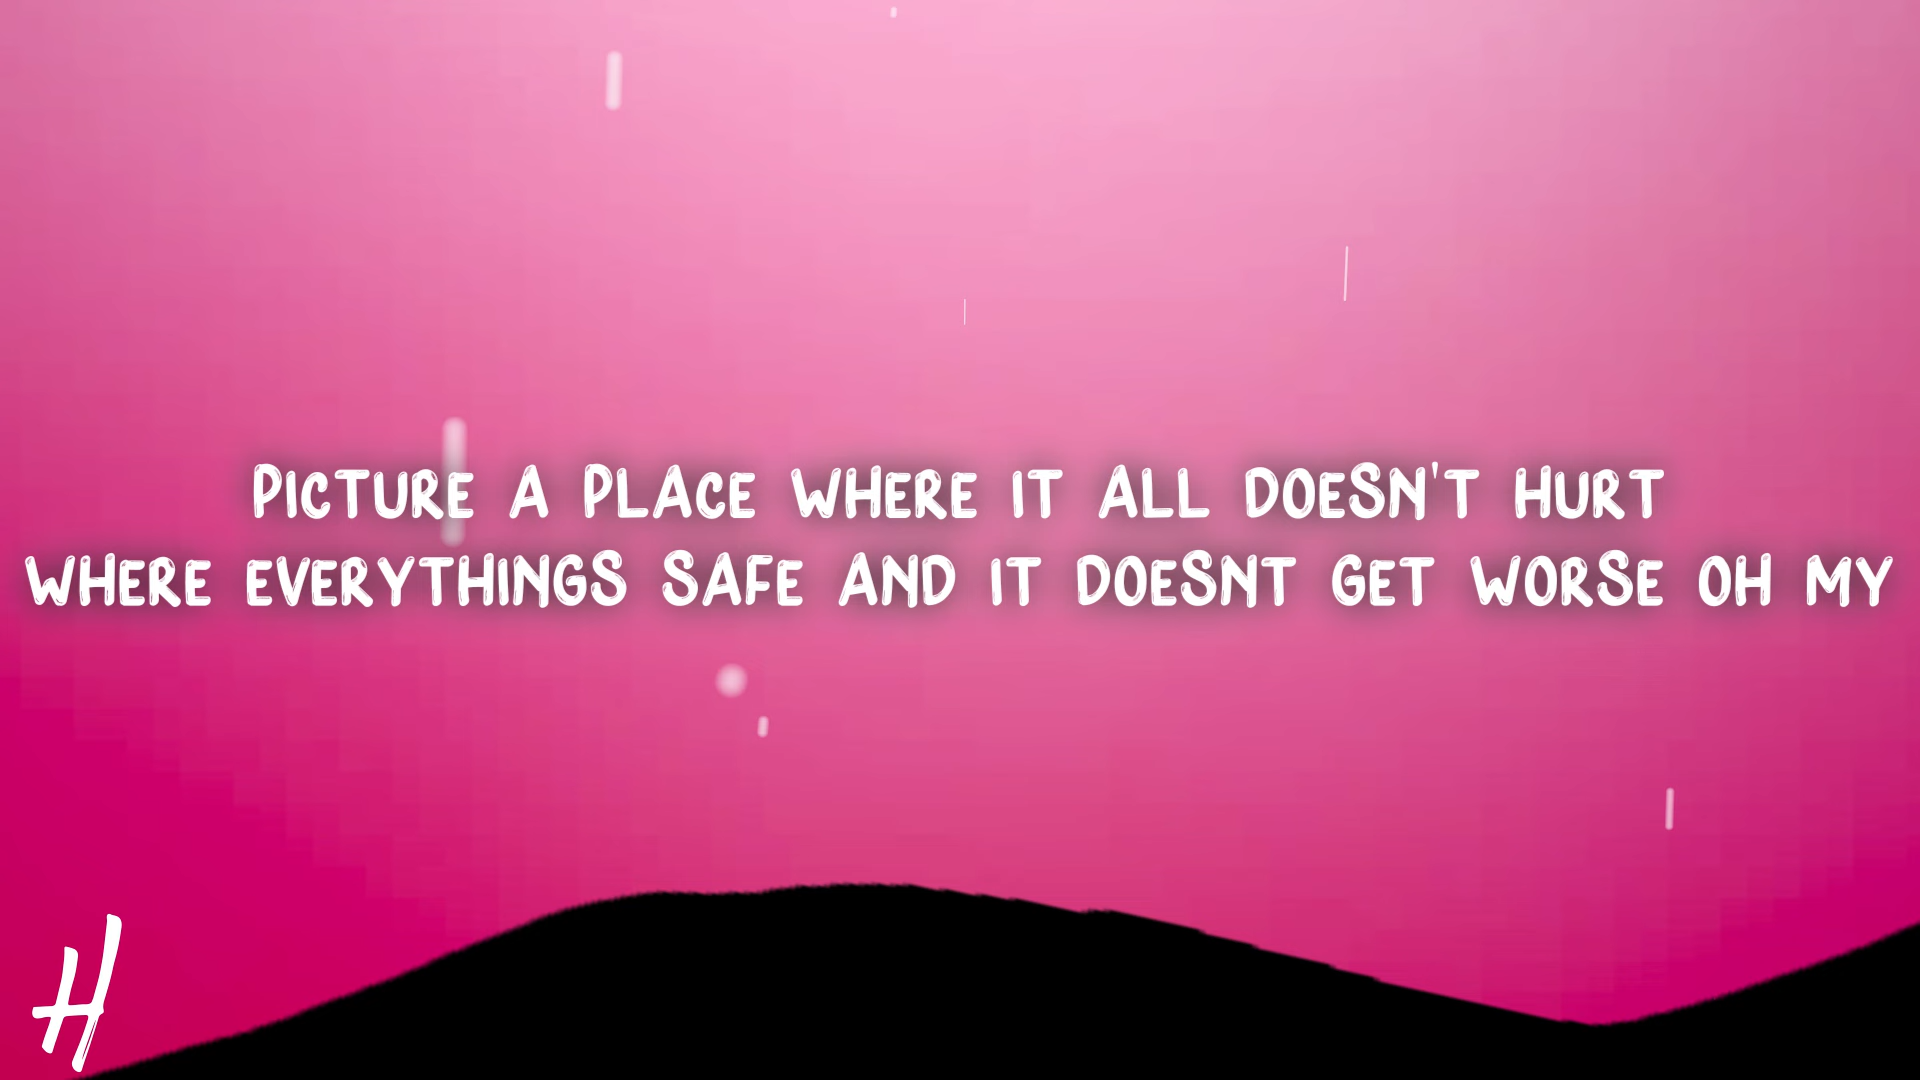 PICTURE A PLACE WHERE IT ALL DOESN'T HURT
WHERE EVERYTHINGS SAFE AND IT DOESNT GET WORSE OH MY
H